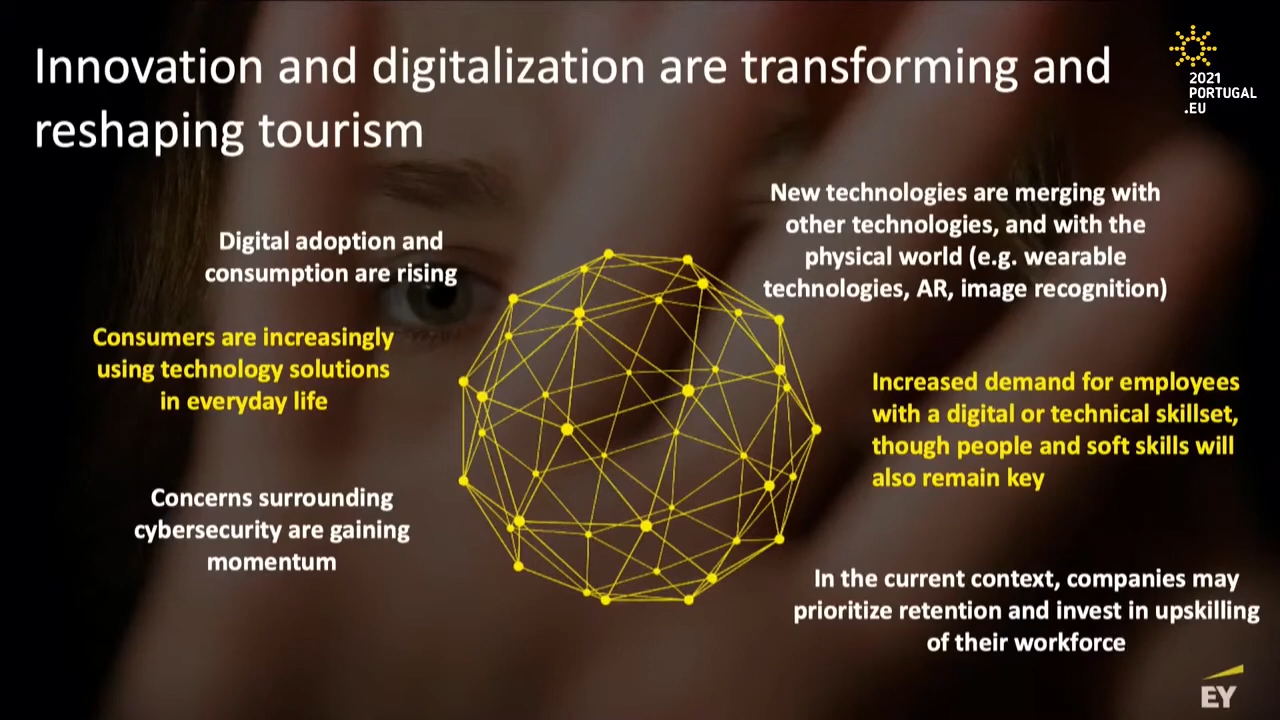 Innovation and digitalization are transforming and
reshaping tourism
2021
PORTUGAL
.EU
Digital adoption and
consumption are rising
Consumers are increasingly
using technology solutions
in everyday life
Concerns surrounding
cybersecurity are gaining
momentum
New technologies are merging with
other technologies, and with the
physical world (e.g. wearable
technologies, AR, image recognition)
Increased demand for employees
with a digital or technical skillset,
though people and soft skills will
also remain key
In the current context, companies may
prioritize retention and invest in upskilling
of their workforce
EY